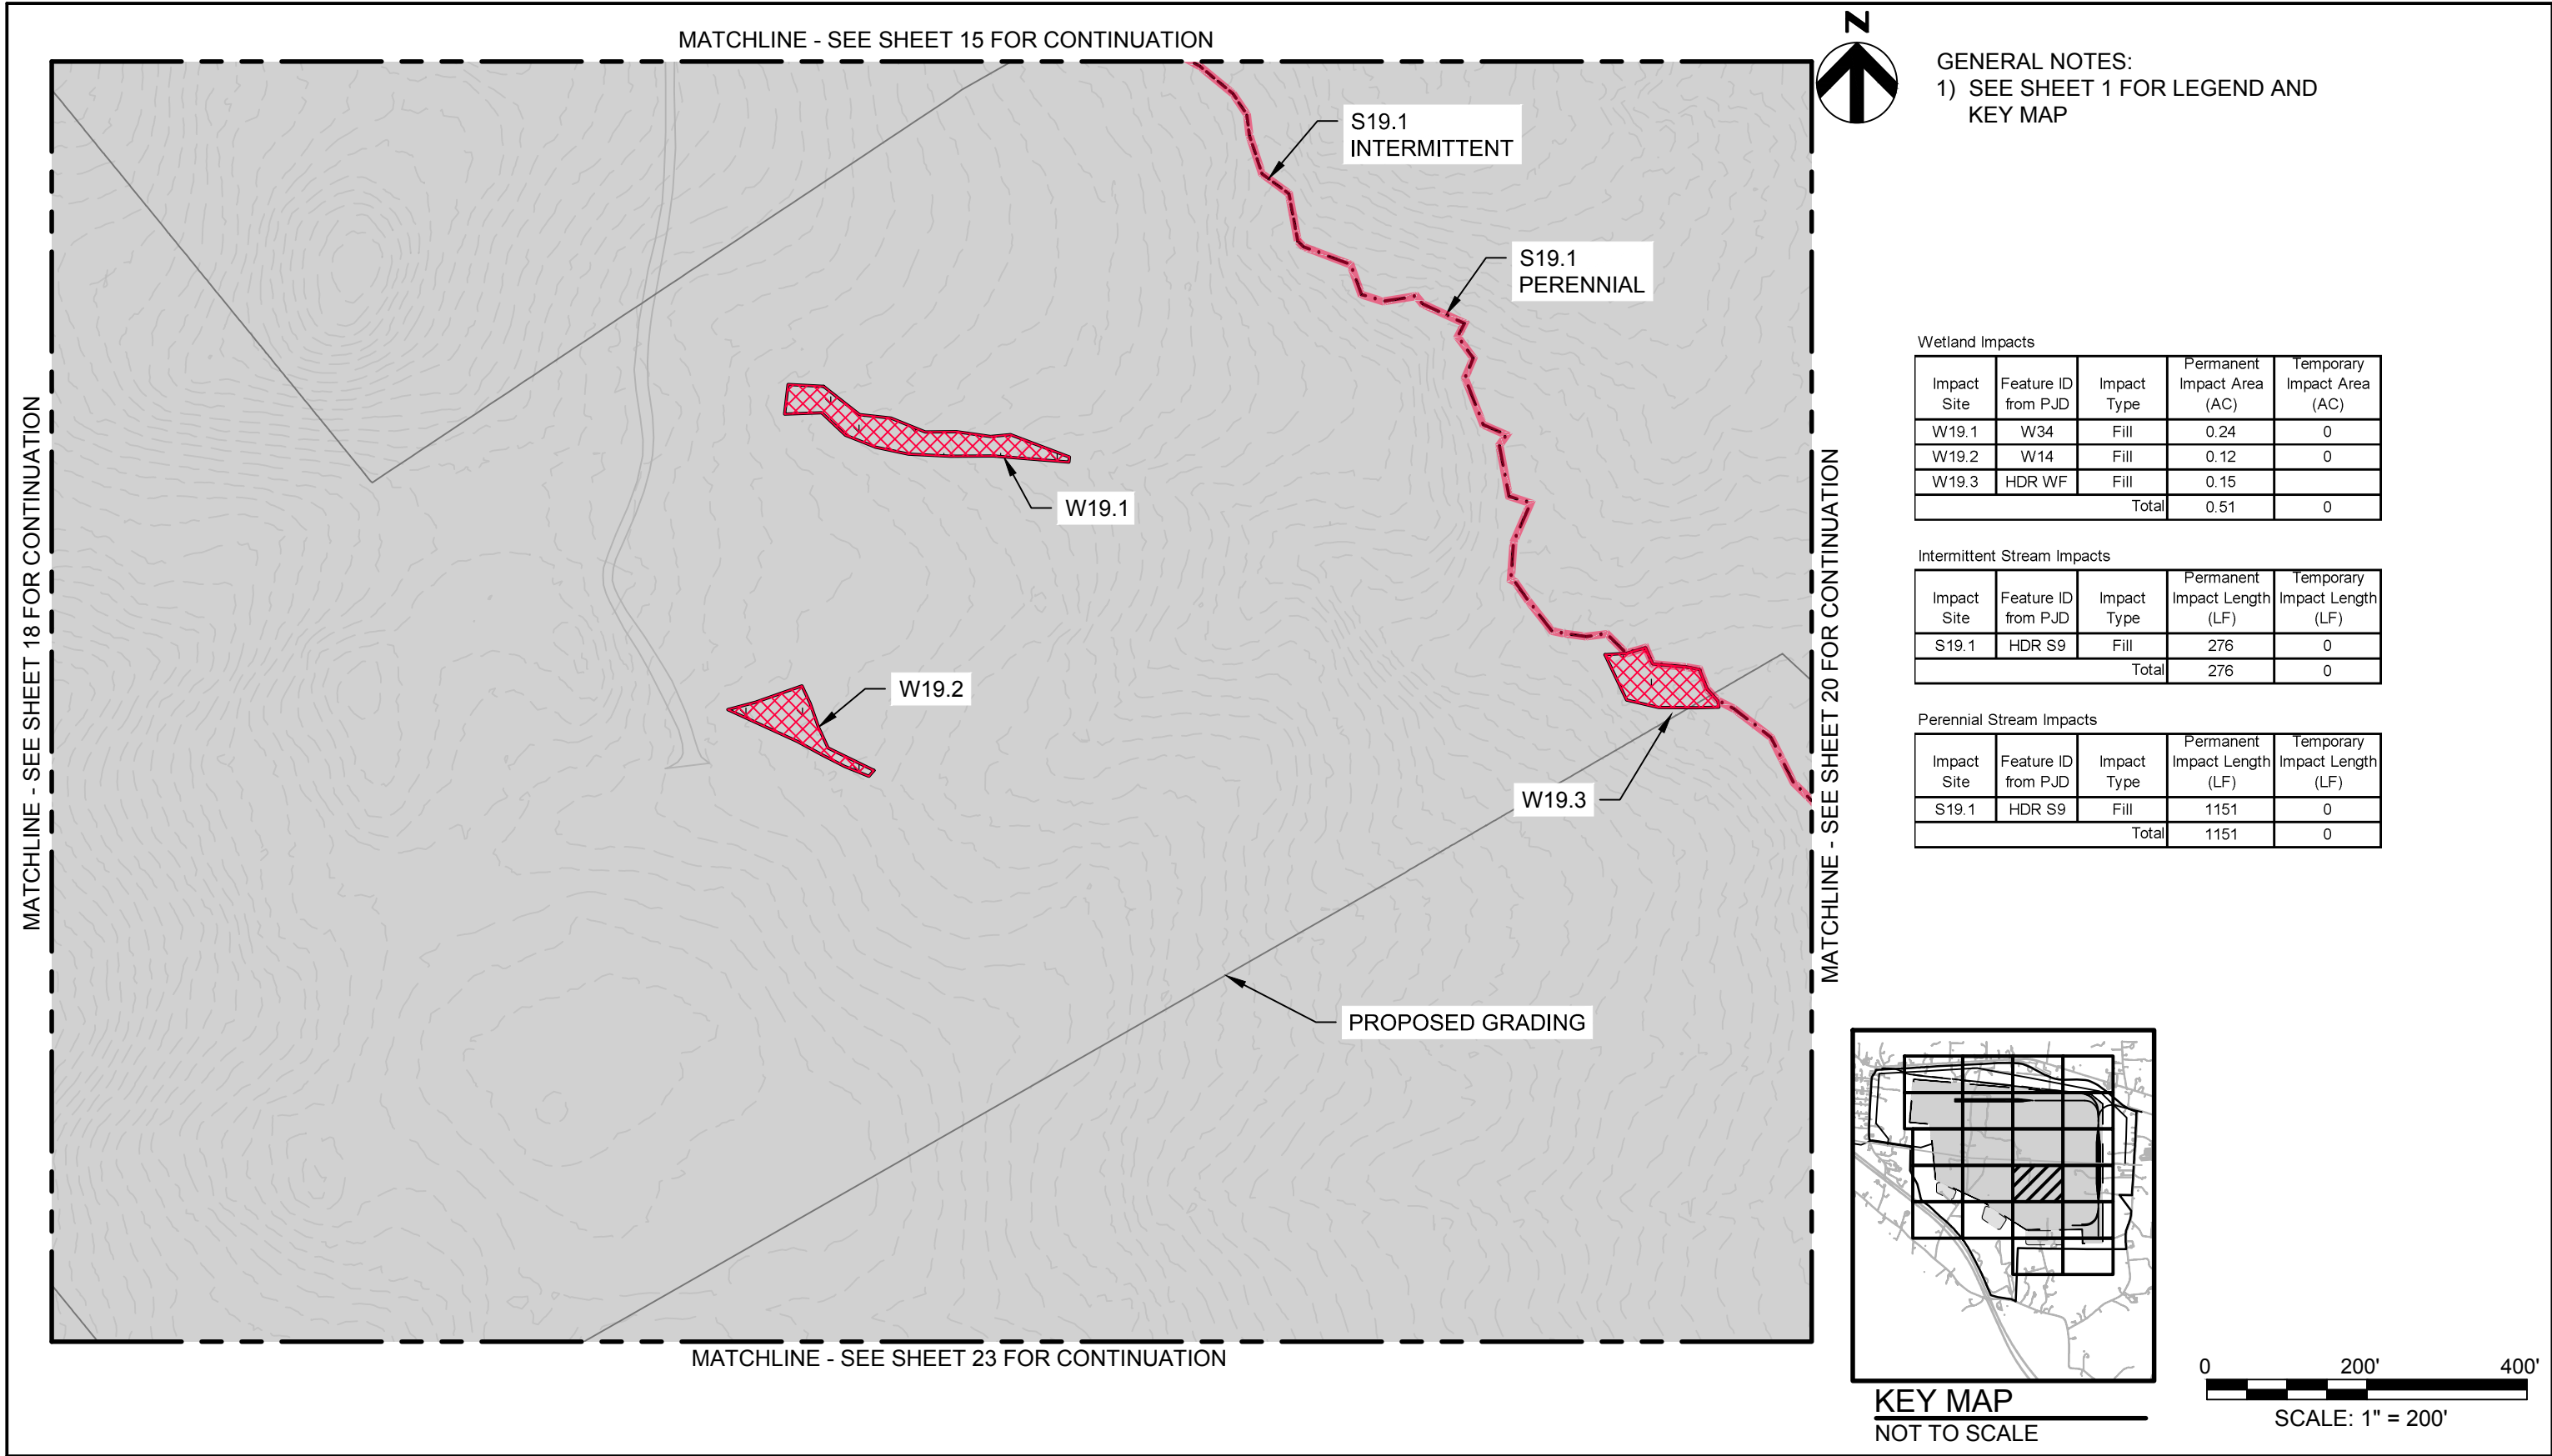 MATCHLINE - SEE SHEET 15 FOR CONTINUATION
N
GENERAL NOTES:
1) SEE SHEET 1 FOR LEGEND AND
KEY MAP
S19.1
INTERMITTENT
S19.1
PERENNIAL
W19.1
W19.2
W19.3
PROPOSED GRADING
MATCHLINE - SEE SHEET 18 FOR CONTINUATION
MATCHLINE - SEE SHEET 20 FOR CONTINUATION
MATCHLINE - SEE SHEET 23 FOR CONTINUATION
Wetland Impacts
Impact Site Feature ID from PJD Impact Type Permanent Impact Area (AC) Temporary Impact Area (AC)
W19.1 W34 Fill 0.24 0
W19.2 W14 Fill 0.12 0
W19.3 HDR WF Fill 0.15
Total 0.51 0
Intermittent Stream Impacts
Impact Site Feature ID from PJD Impact Type Permanent Impact Length (LF) Temporary Impact Length (LF)
S19.1 HDR S9 Fill 276 0
Total 276 0
Perennial Stream Impacts
Impact Site Feature ID from PJD Impact Type Permanent Impact Length (LF) Temporary Impact Length (LF)
S19.1 HDR S9 Fill 1151 0
Total 1151 0
KEY MAP
NOT TO SCALE
0 200' 400'
SCALE: 1" = 200'